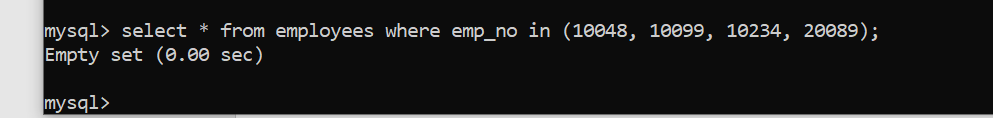 mysql> select * from employees where emp_no in (10048, 10099, 10234, 20089);
Empty set (0.00 sec)
mysql>